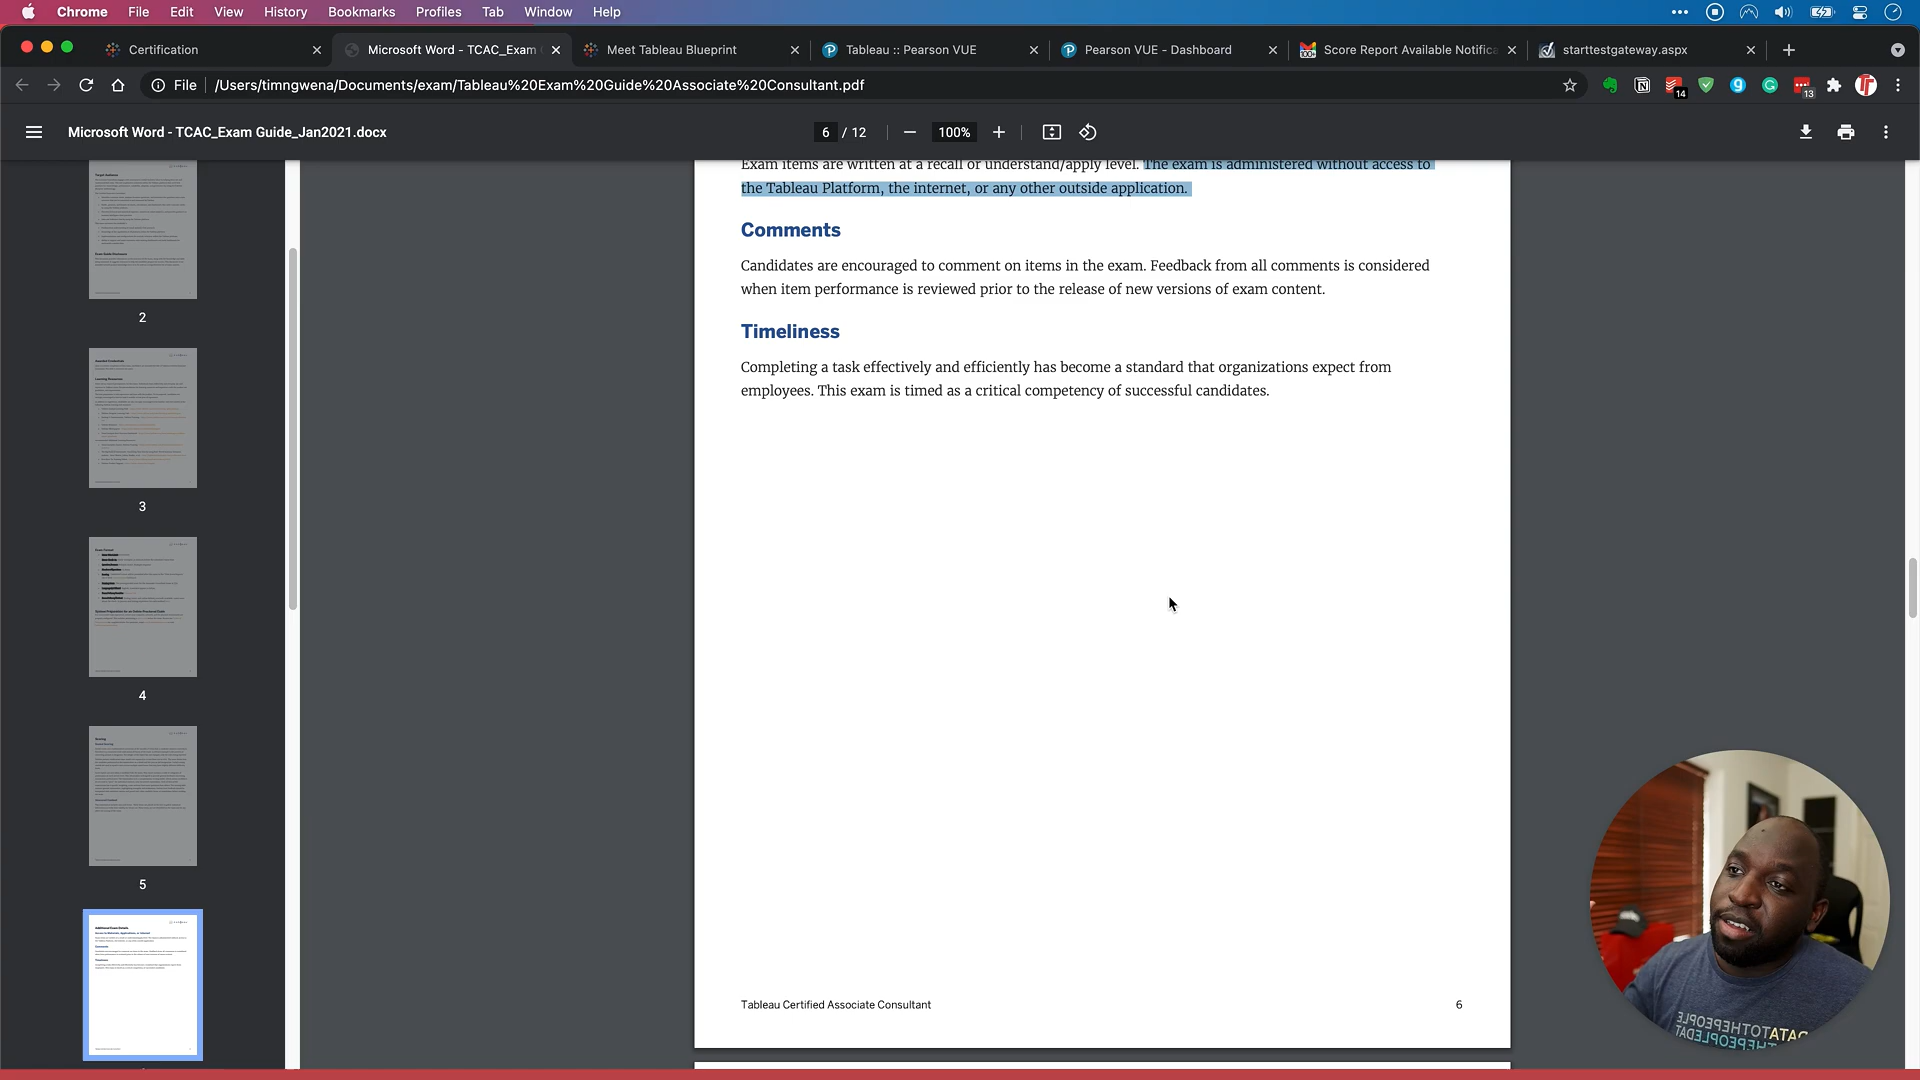 Chrome File Edit View History Bookmarks Profiles Tab Window Help
Certification
Microsoft Word - TCAC_Exam
Meet Tableau Blueprint
Tableau :: Pearson VUE
Pearson VUE - Dashboard
Score Report Available Notifica
starttestgateway.aspx
File /Users/timngwena/Documents/exam/Tableau%20Exam%20Guide%20Associate%20Consultant.pdf
14
13
Microsoft Word - TCAC_Exam Guide_Jan2021.docx
6 / 12
100%
2
3
4
5
Exam items are written at a recall or understand/apply level. The exam is administered without access to
the Tableau Platform, the internet, or any other outside application.
Comments
Candidates are encouraged to comment on items in the exam. Feedback from all comments is considered
when item performance is reviewed prior to the release of new versions of exam content.
Timeliness
Completing a task effectively and efficiently has become a standard that organizations expect from
employees. This exam is timed as a critical competency of successful candidates.
Tableau Certified Associate Consultant
6